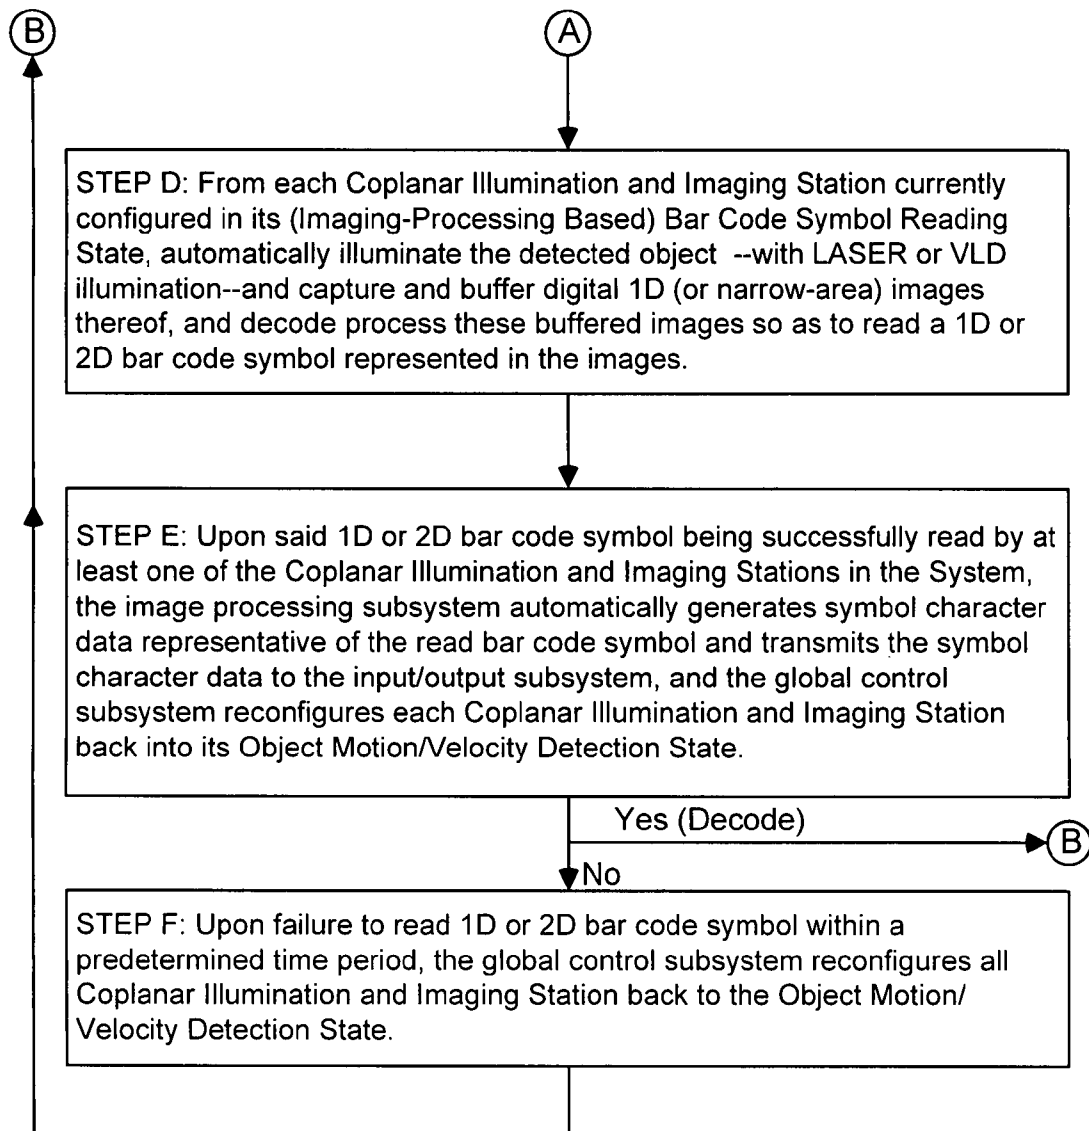 B
A
STEP D: From each Coplanar Illumination and Imaging Station currently
configured in its (Imaging-Processing Based) Bar Code Symbol Reading
State, automatically illuminate the detected object --with LASER or VLD
illumination--and capture and buffer digital 1D (or narrow-area) images
thereof, and decode process these buffered images so as to read a 1D or
2D bar code symbol represented in the images.
STEP E: Upon said 1D or 2D bar code symbol being successfully read by at
least one of the Coplanar Illumination and Imaging Stations in the System,
the image processing subsystem automatically generates symbol character
data representative of the read bar code symbol and transmits the symbol
character data to the input/output subsystem, and the global control
subsystem reconfigures each Coplanar Illumination and Imaging Station
back into its Object Motion/Velocity Detection State.
Yes (Decode)
B
No
STEP F: Upon failure to read 1D or 2D bar code symbol within a
predetermined time period, the global control subsystem reconfigures all
Coplanar Illumination and Imaging Station back to the Object Motion/
Velocity Detection State.